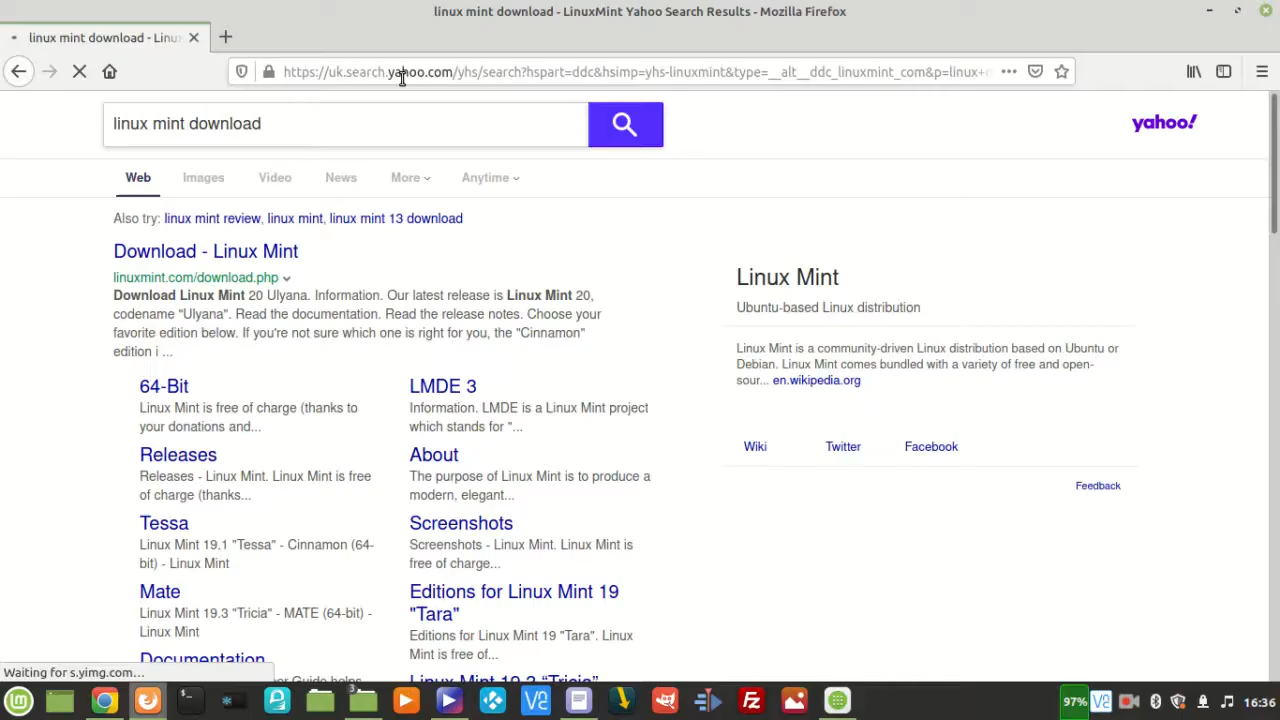 linux mint download - LinuxMint Yahoo Search Results - Mozilla Firefox
linux mint download - Linu
https://uk.search.yahoo.com/yhs/search?hspart=ddc&hsimp=yhs-linuxmint&type=__alt__ddc_linuxmint_com&p=linux+
linux mint download
yahoo!
Web Images Video News More Anytime
Also try: linux mint review, linux mint, linux mint 13 download
Download - Linux Mint
linuxmint.com/download.php
Download Linux Mint 20 Ulyana. Information. Our latest release is Linux Mint 20,
codename "Ulyana". Read the documentation. Read the release notes. Choose your
favorite edition below. If you're not sure which one is right for you, the "Cinnamon"
edition i ...
64-Bit
Linux Mint is free of charge (thanks to
your donations and...
LMDE 3
Information. LMDE is a Linux Mint project
which stands for "...
Releases
Releases - Linux Mint. Linux Mint is free
of charge (thanks...
About
The purpose of Linux Mint is to produce a
modern, elegant...
Tessa
Linux Mint 19.1 "Tessa" - Cinnamon (64-
bit) - Linux Mint
Screenshots
Screenshots - Linux Mint. Linux Mint is
free of charge...
Mate
Linux Mint 19.3 "Tricia" - MATE (64-bit) -
Linux Mint
Editions for Linux Mint 19
"Tara"
Editions for Linux Mint 19 "Tara". Linux
Mint is free of...
Documentation
er Guide helps
Linux Mint 19.3 "Tricia"
Linux Mint
Ubuntu-based Linux distribution
Linux Mint is a community-driven Linux distribution based on Ubuntu or
Debian. Linux Mint comes bundled with a variety of free and open-
sour... en.wikipedia.org
Wiki Twitter Facebook
Feedback
Waiting for s.yimg.com...
3
97%
16:36